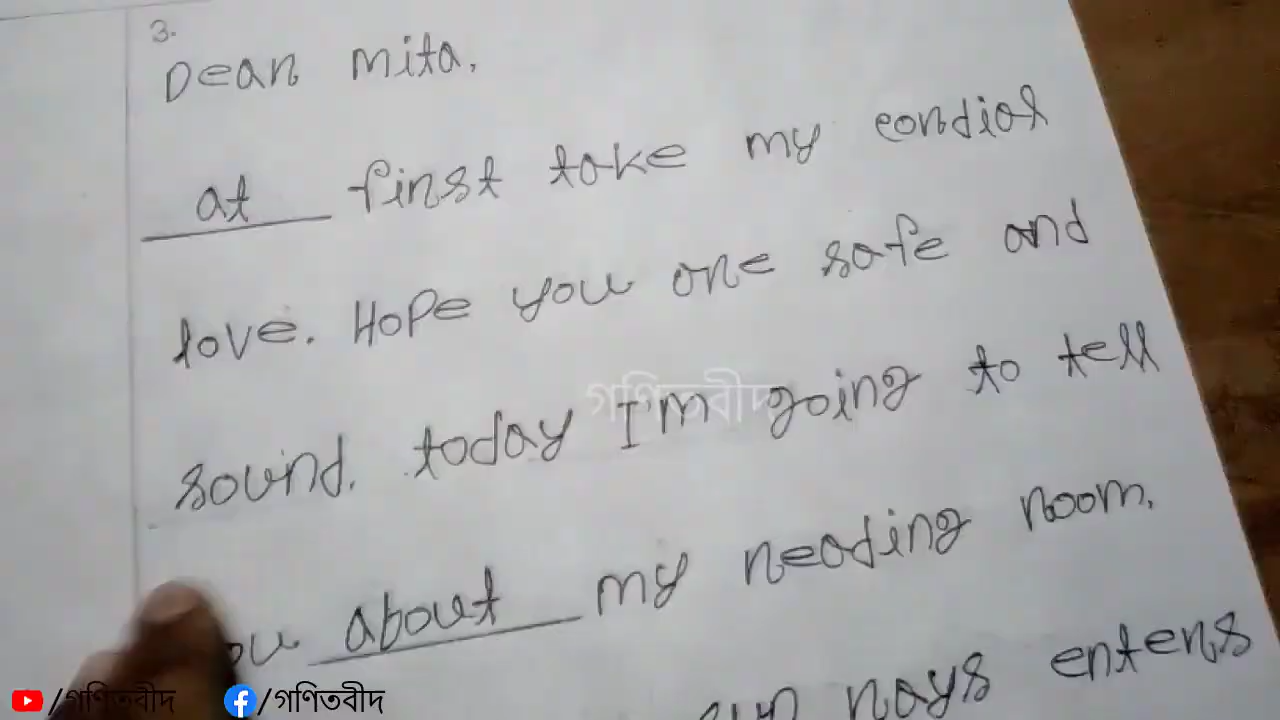 3.
Dear Mita,
at first take my cordial
love. Hope you are safe and
sound. today I'm going to tell
গণিতবীদ
about my reading room.
rays enters
/গণিতবীদ /গণিতবীদ